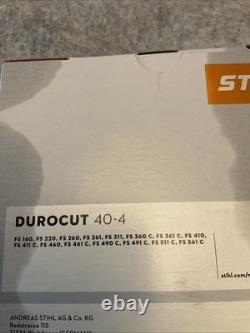 ST
DUROCUT 40-4
FS 160, FS 220, FS 260, FS 261, FS 311, FS 360 C, FS 361 C, FS 410,
FS 411 C, FS 460, FS 461 C, FS 490 C, FS 491 C, FS 511 C, FS 561 C
stihl.com/
ANDREAS STIHL AG & Co. KG
Badstrasse 115